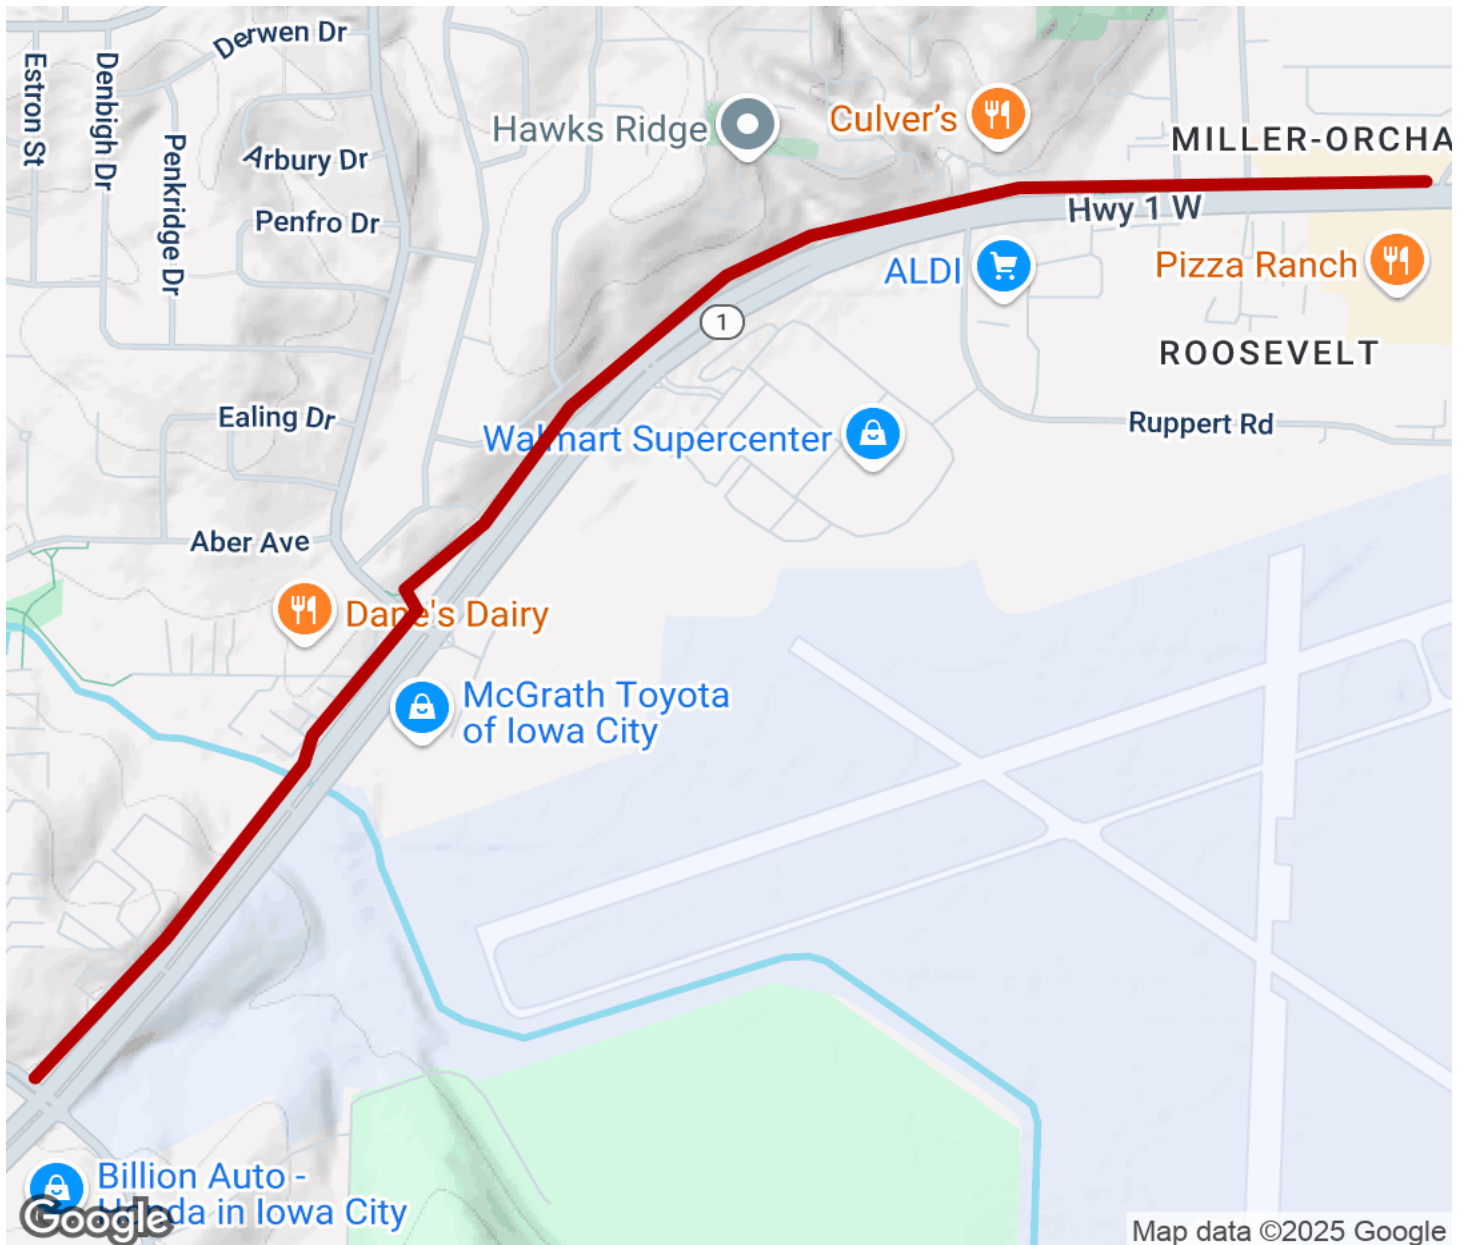 Derwen Dr
Estron St
Denbigh Dr
Penkridge Dr
Arbury Dr
Penfro Dr
Hawks Ridge
Culver's
MILLER-ORCHA
Hwy 1 W
ALDI
Pizza Ranch
1
ROOSEVELT
Ealing Dr
Walmart Supercenter
Ruppert Rd
Aber Ave
Dane's Dairy
McGrath Toyota
of Iowa City
Billion Auto -
Honda in Iowa City
Google
Map data ©2025 Google